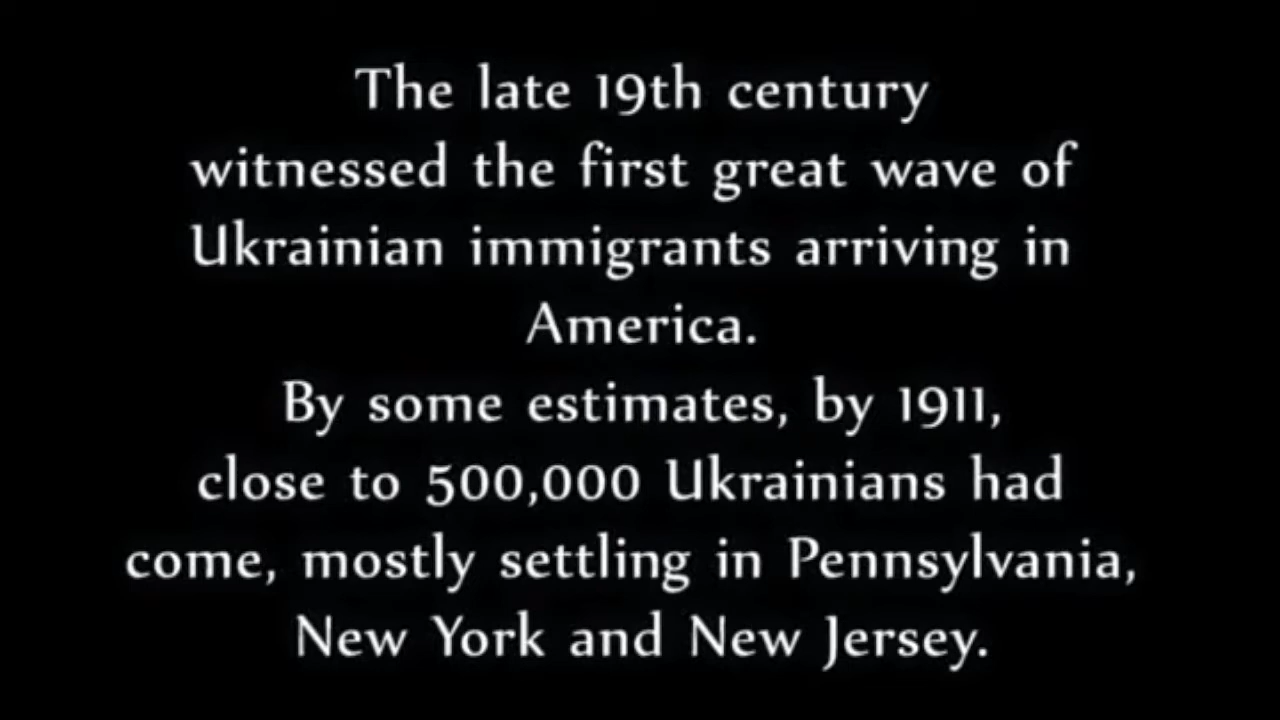 The late 19th century
witnessed the first great wave of
Ukrainian immigrants arriving in
America.
By some estimates, by 1911,
close to 500,000 Ukrainians had
come, mostly settling in Pennsylvania,
New York and New Jersey.